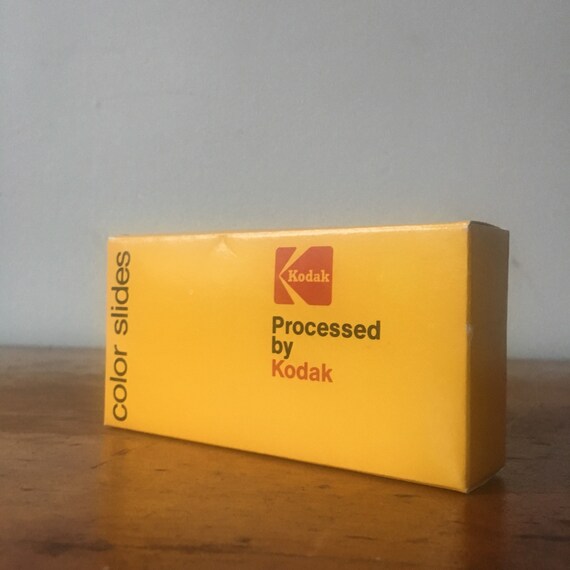 color slides
Kodak
Processed
by
Kodak